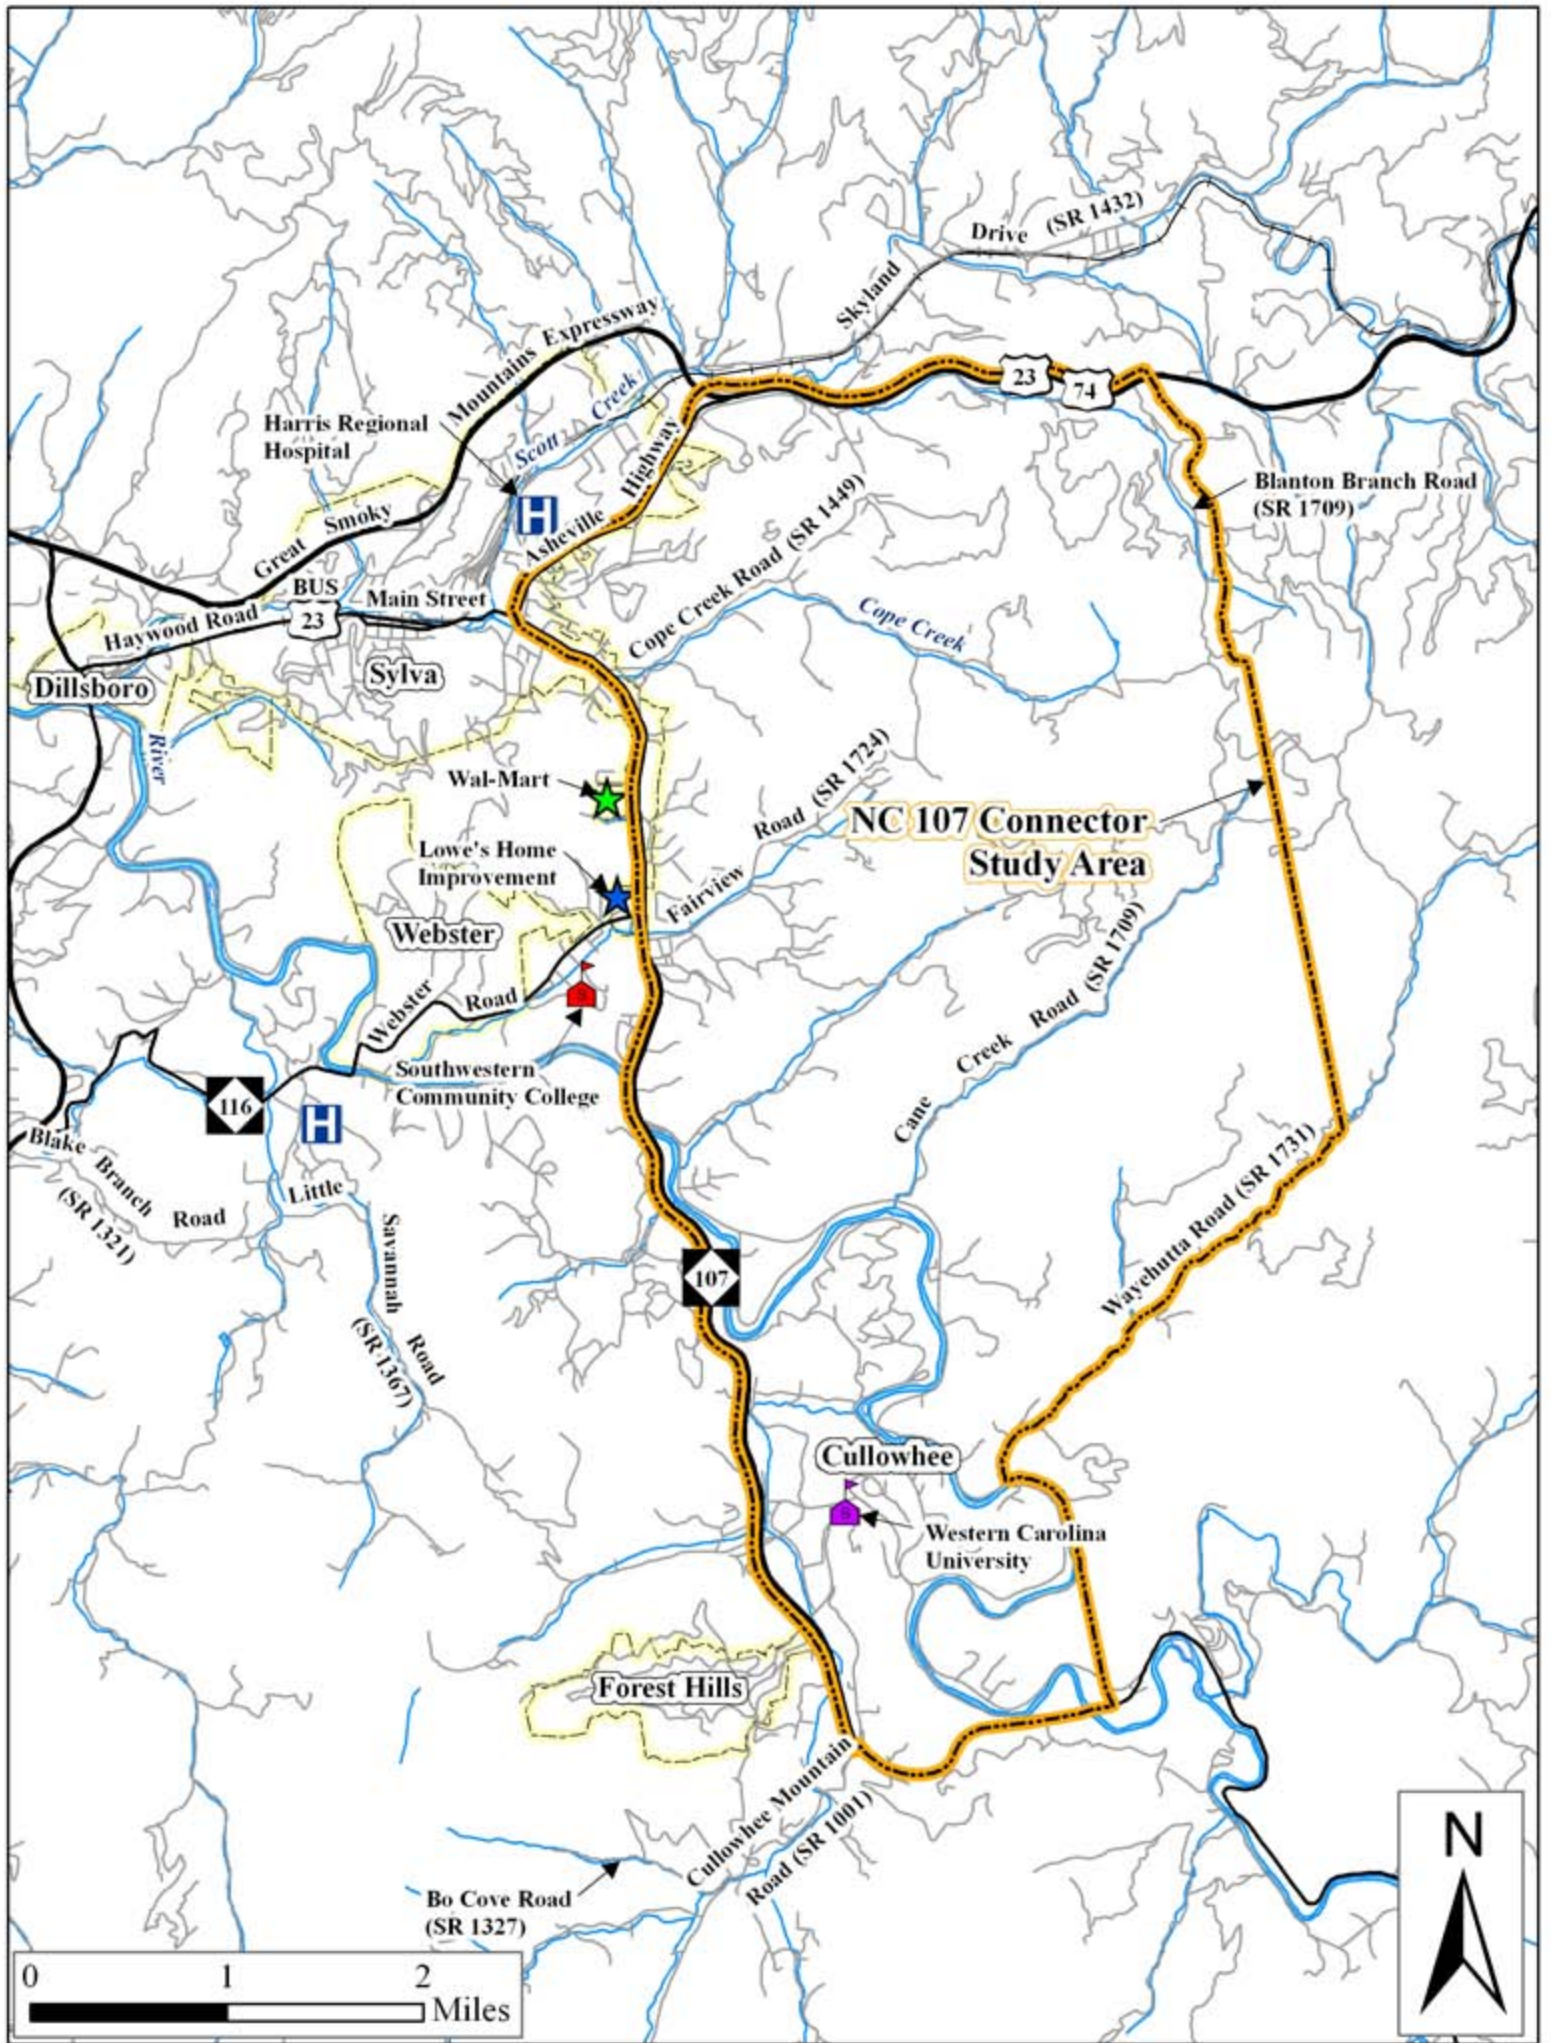 Drive (SR 1432)
Skyland
Great Smoky Mountains Expressway
23
74
Harris Regional
Hospital
Scott Creek
H
Asheville Highway
Blanton Branch Road
(SR 1709)
Cope Creek Road (SR 1449)
BUS
23
Main Street
Haywood Road
Cope Creek
Dillsboro
Sylva
River
Wal-Mart
Fairview Road (SR 1724)
NC 107 Connector
Study Area
Lowe's Home
Improvement
Webster
Webster Road
S
Cane Creek Road (SR 1709)
Southwestern
Community College
116
H
Blake Branch Road
(SR 1321)
Little Savannah Road
(SR 1367)
Wayehutta Road (SR 1731)
107
Cullowhee
S
Western Carolina
University
Forest Hills
Cullowhee Mountain
Road (SR 1001)
Bo Cove Road
(SR 1327)
N
0 1 2
Miles